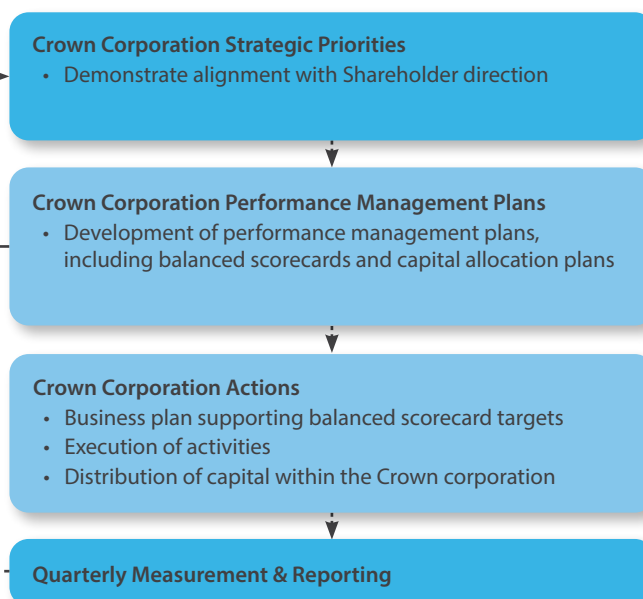 Crown Corporation Strategic Priorities
• Demonstrate alignment with Shareholder direction
Crown Corporation Performance Management Plans
• Development of performance management plans,
including balanced scorecards and capital allocation plans
Crown Corporation Actions
• Business plan supporting balanced scorecard targets
• Execution of activities
• Distribution of capital within the Crown corporation
Quarterly Measurement & Reporting